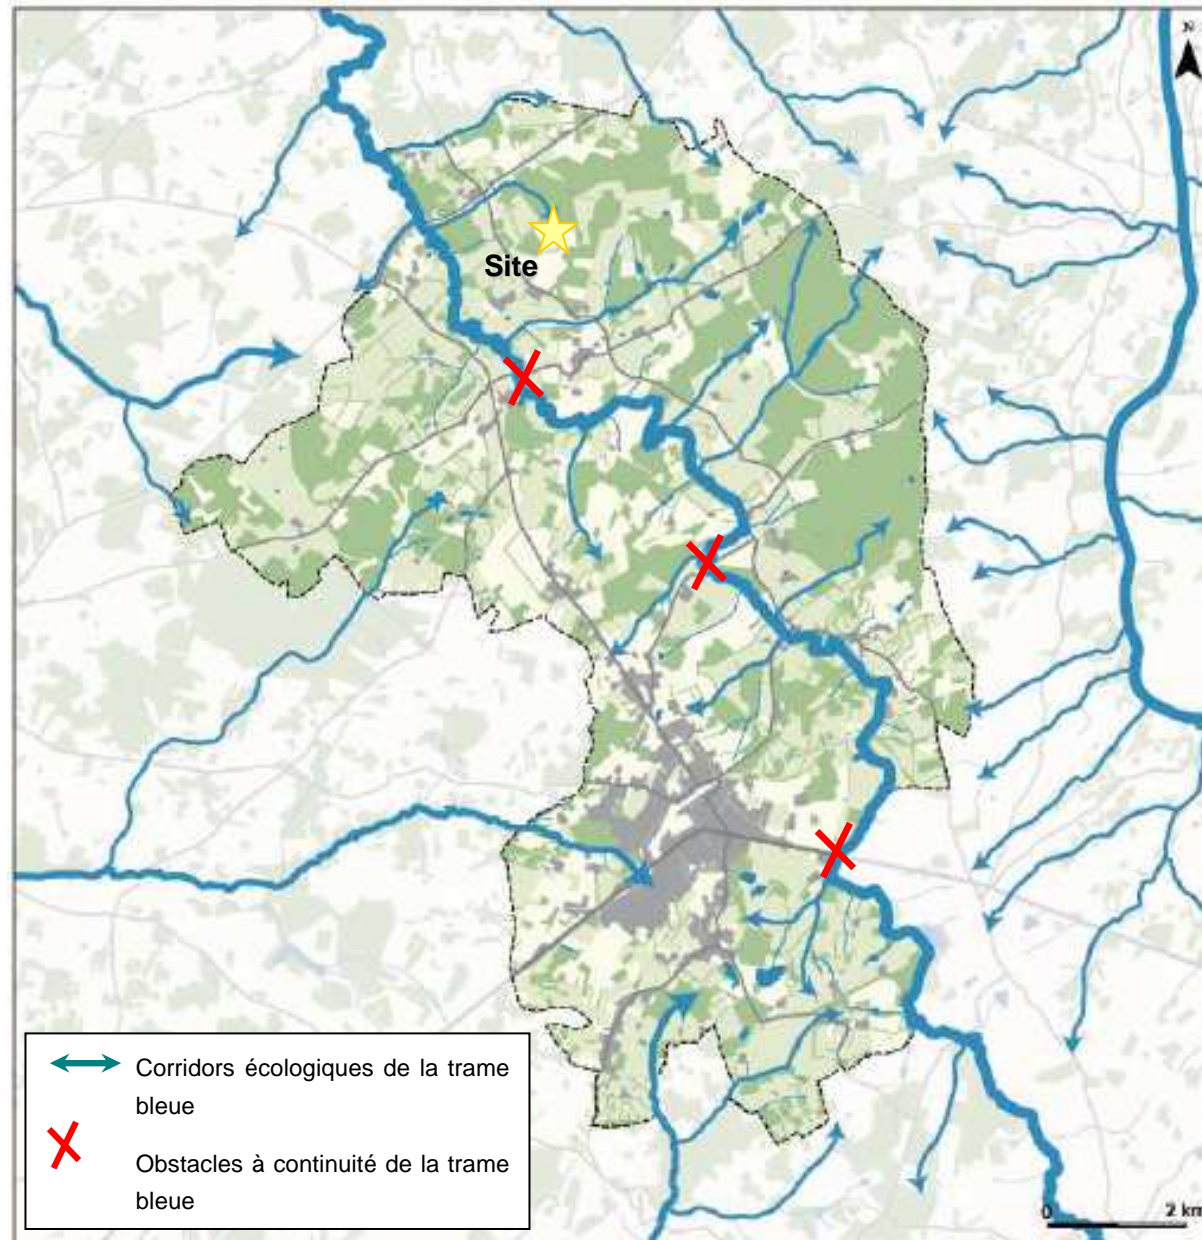 N
Site
Corridors écologiques de la trame
bleue
Obstacles à continuité de la trame
bleue
0 2 km